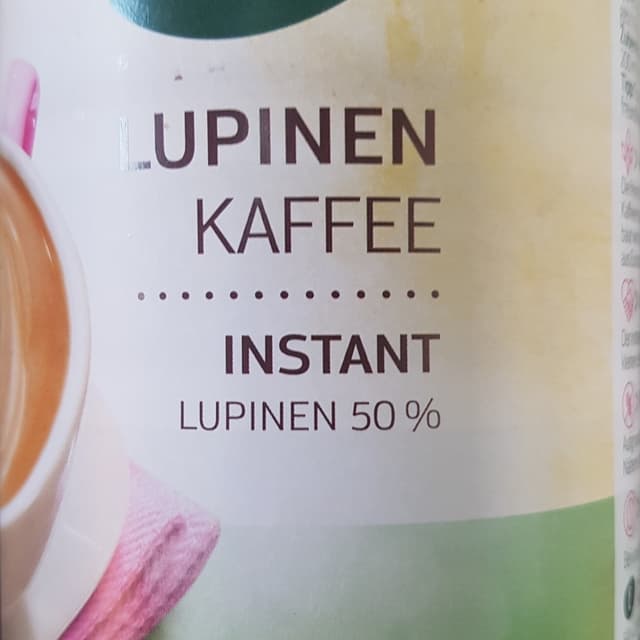 LUPINEN
KAFFEE
INSTANT
LUPINEN 50 %